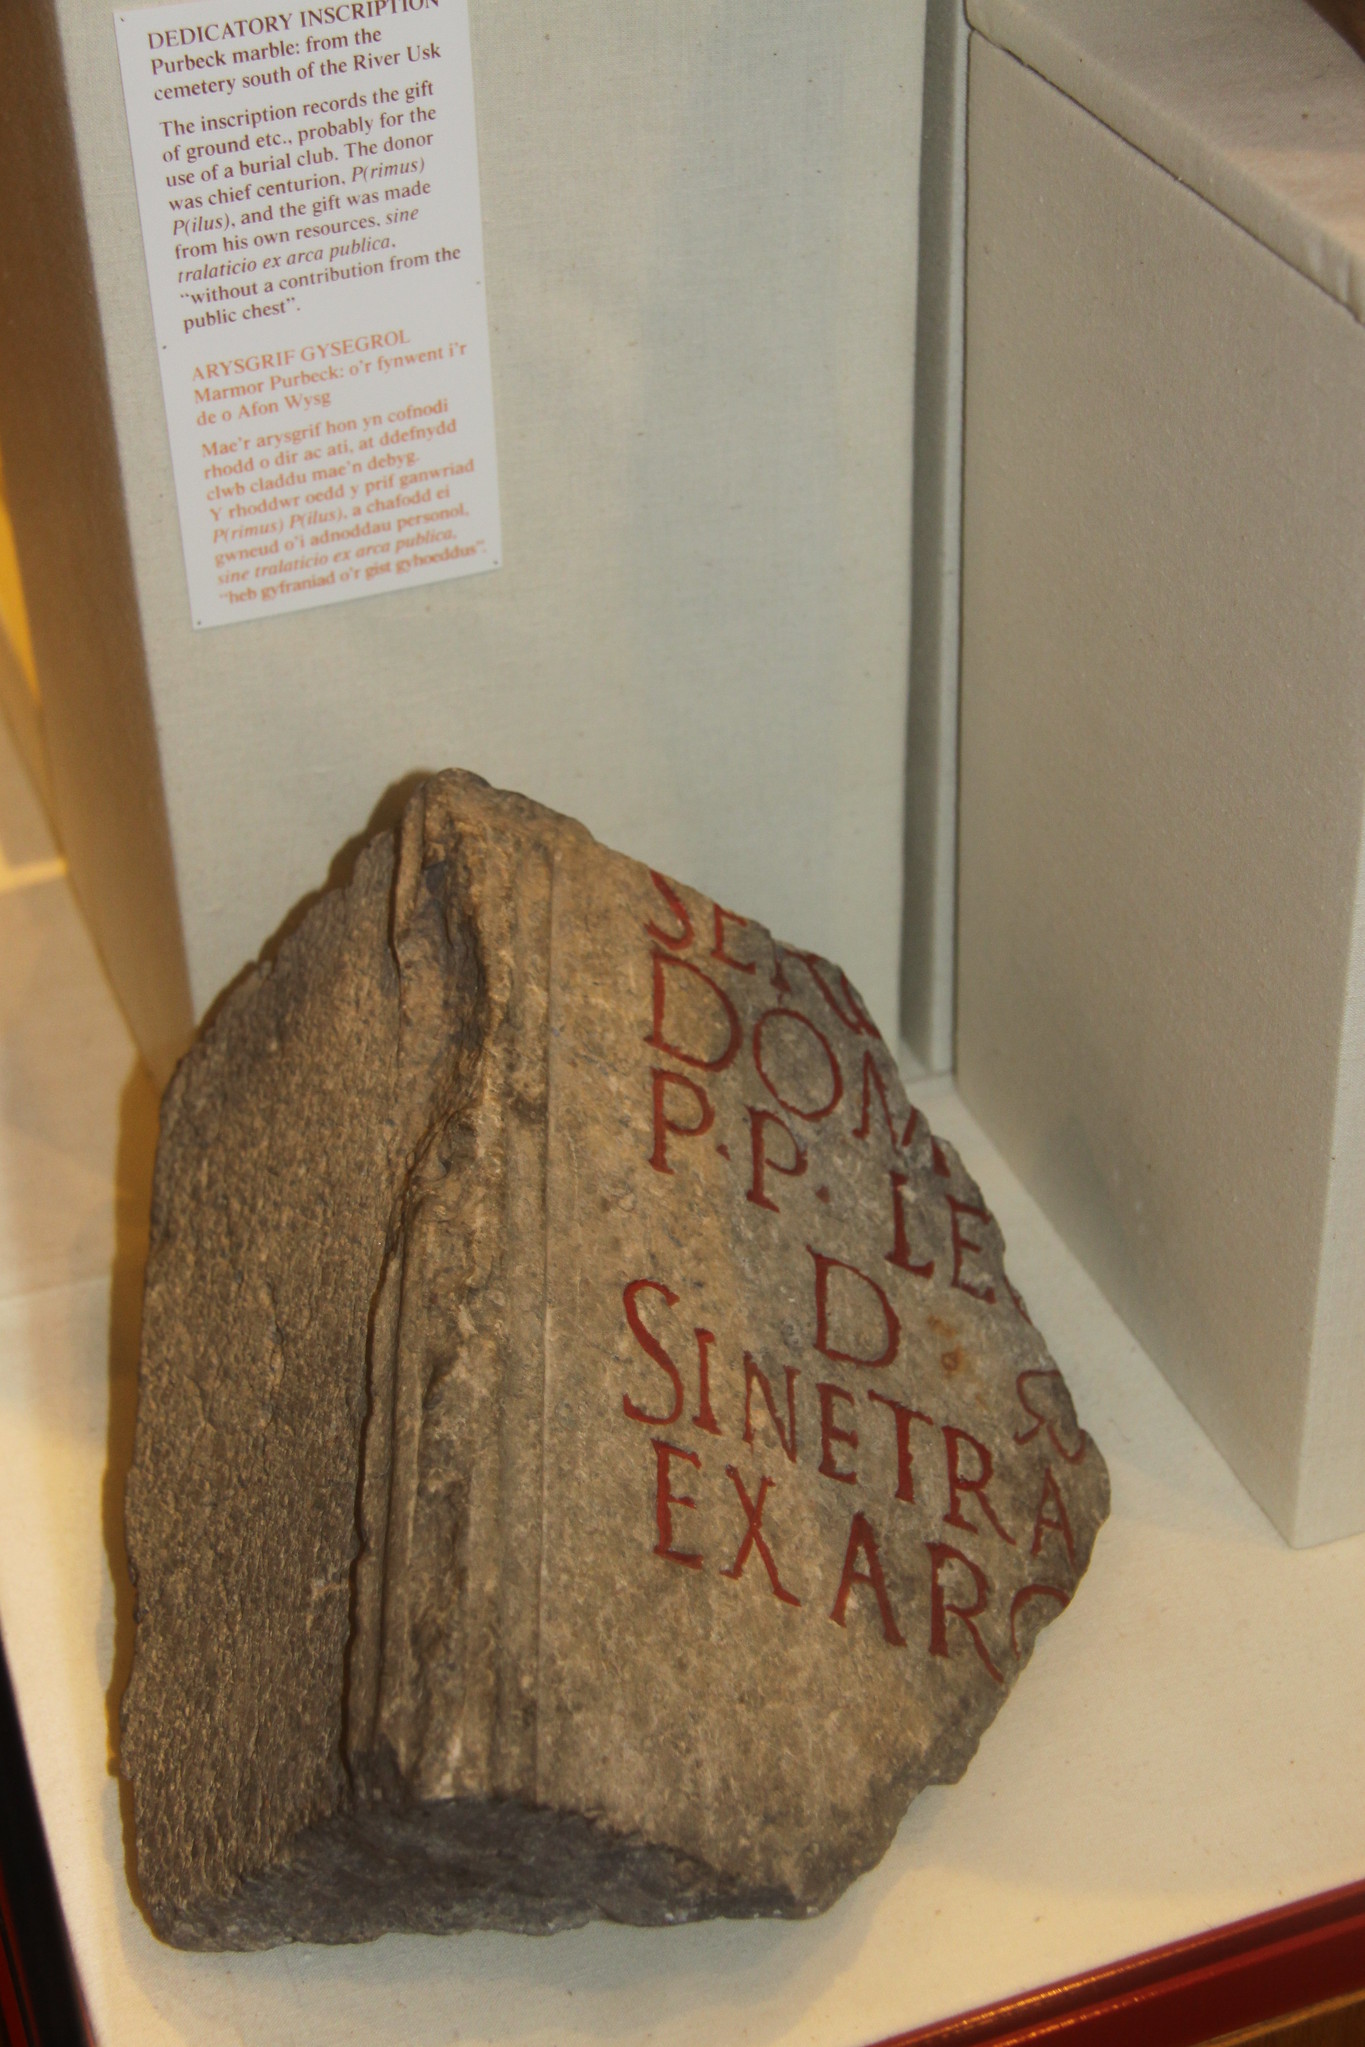 DEDICATORY INSCRIPTION
Purbeck marble: from the
cemetery south of the River Usk
The inscription records the gift
of ground etc., probably for the
use of a burial club. The donor
was chief centurion, P(rimus)
P(ilus), and the gift was made
from his own resources, sine
tralaticio ex arca publica,
"without a contribution from the
public chest".
ARYSGRIF GYSEGROL
Marmor Purbeck: o'r fynwent i'r
de o Afon Wysg
Mae'r arysgrif hon yn cofnodi
rhodd o dir ac ati, at ddefnydd
clwb claddu mae'n debyg.
Y rhoddwr oedd y prif ganwriad
P(rimus) P(ilus), a chafodd ei
gwneud o'i adnoddau personol,
sine tralaticio ex arca publica,
"heb gyfraniad o'r gist gyhoeddus".
SE
DOM
P.P. LE
D. S
SINE TRA
EX ARC